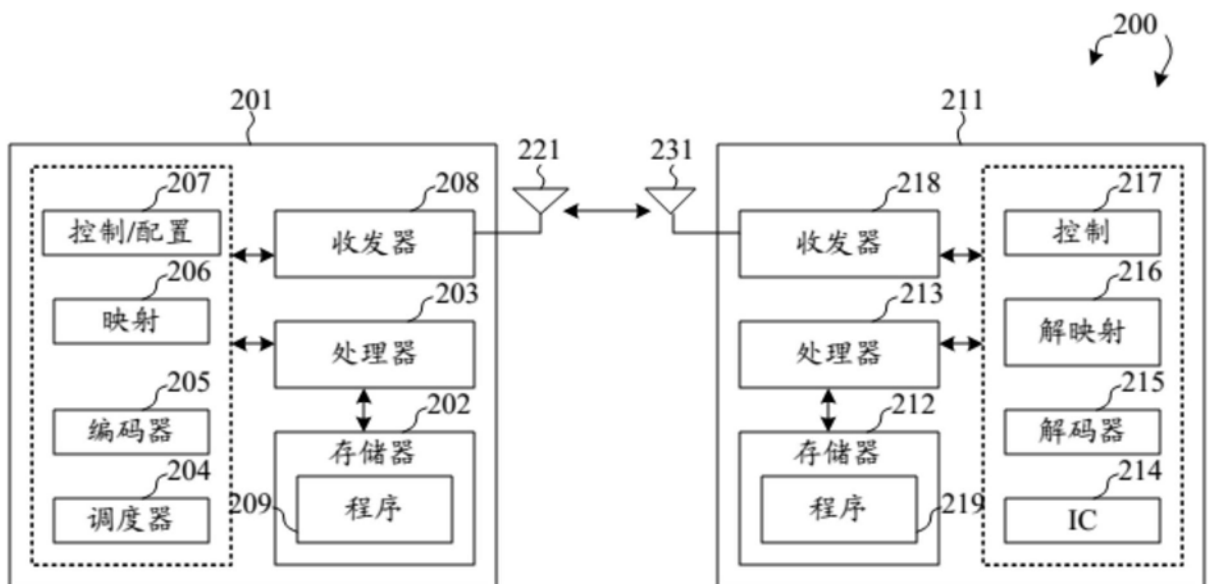 200
201
211
221
231
207
208
218
217
控制/配置
收发器
收发器
控制
206
216
203
213
映射
处理器
处理器
解映射
205
215
202
212
编码器
存储器
存储器
解码器
204
214
209
程序
程序
219
调度器
IC